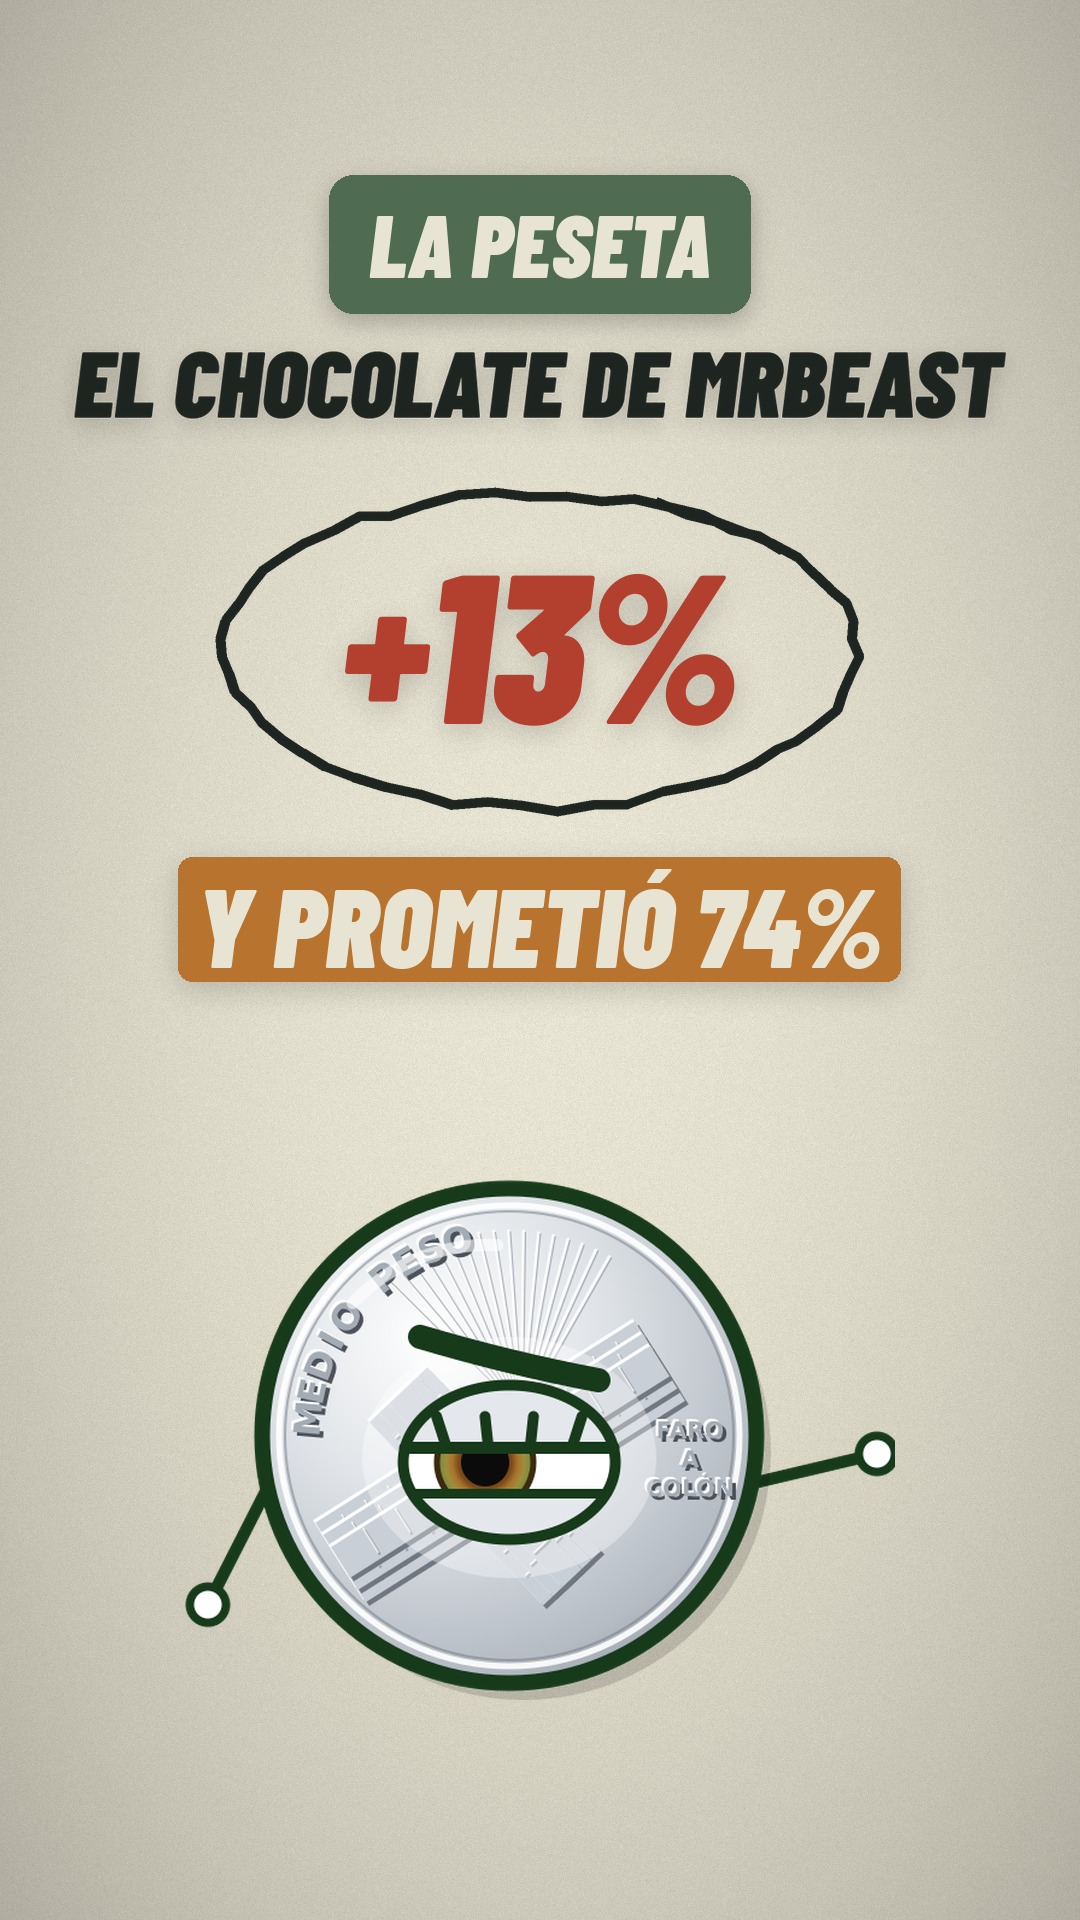 LA PESETA
EL CHOCOLATE DE MRBEAST
+13%
Y PROMETIÓ 74%
MEDIO PESO
FARO
A
COLÓN